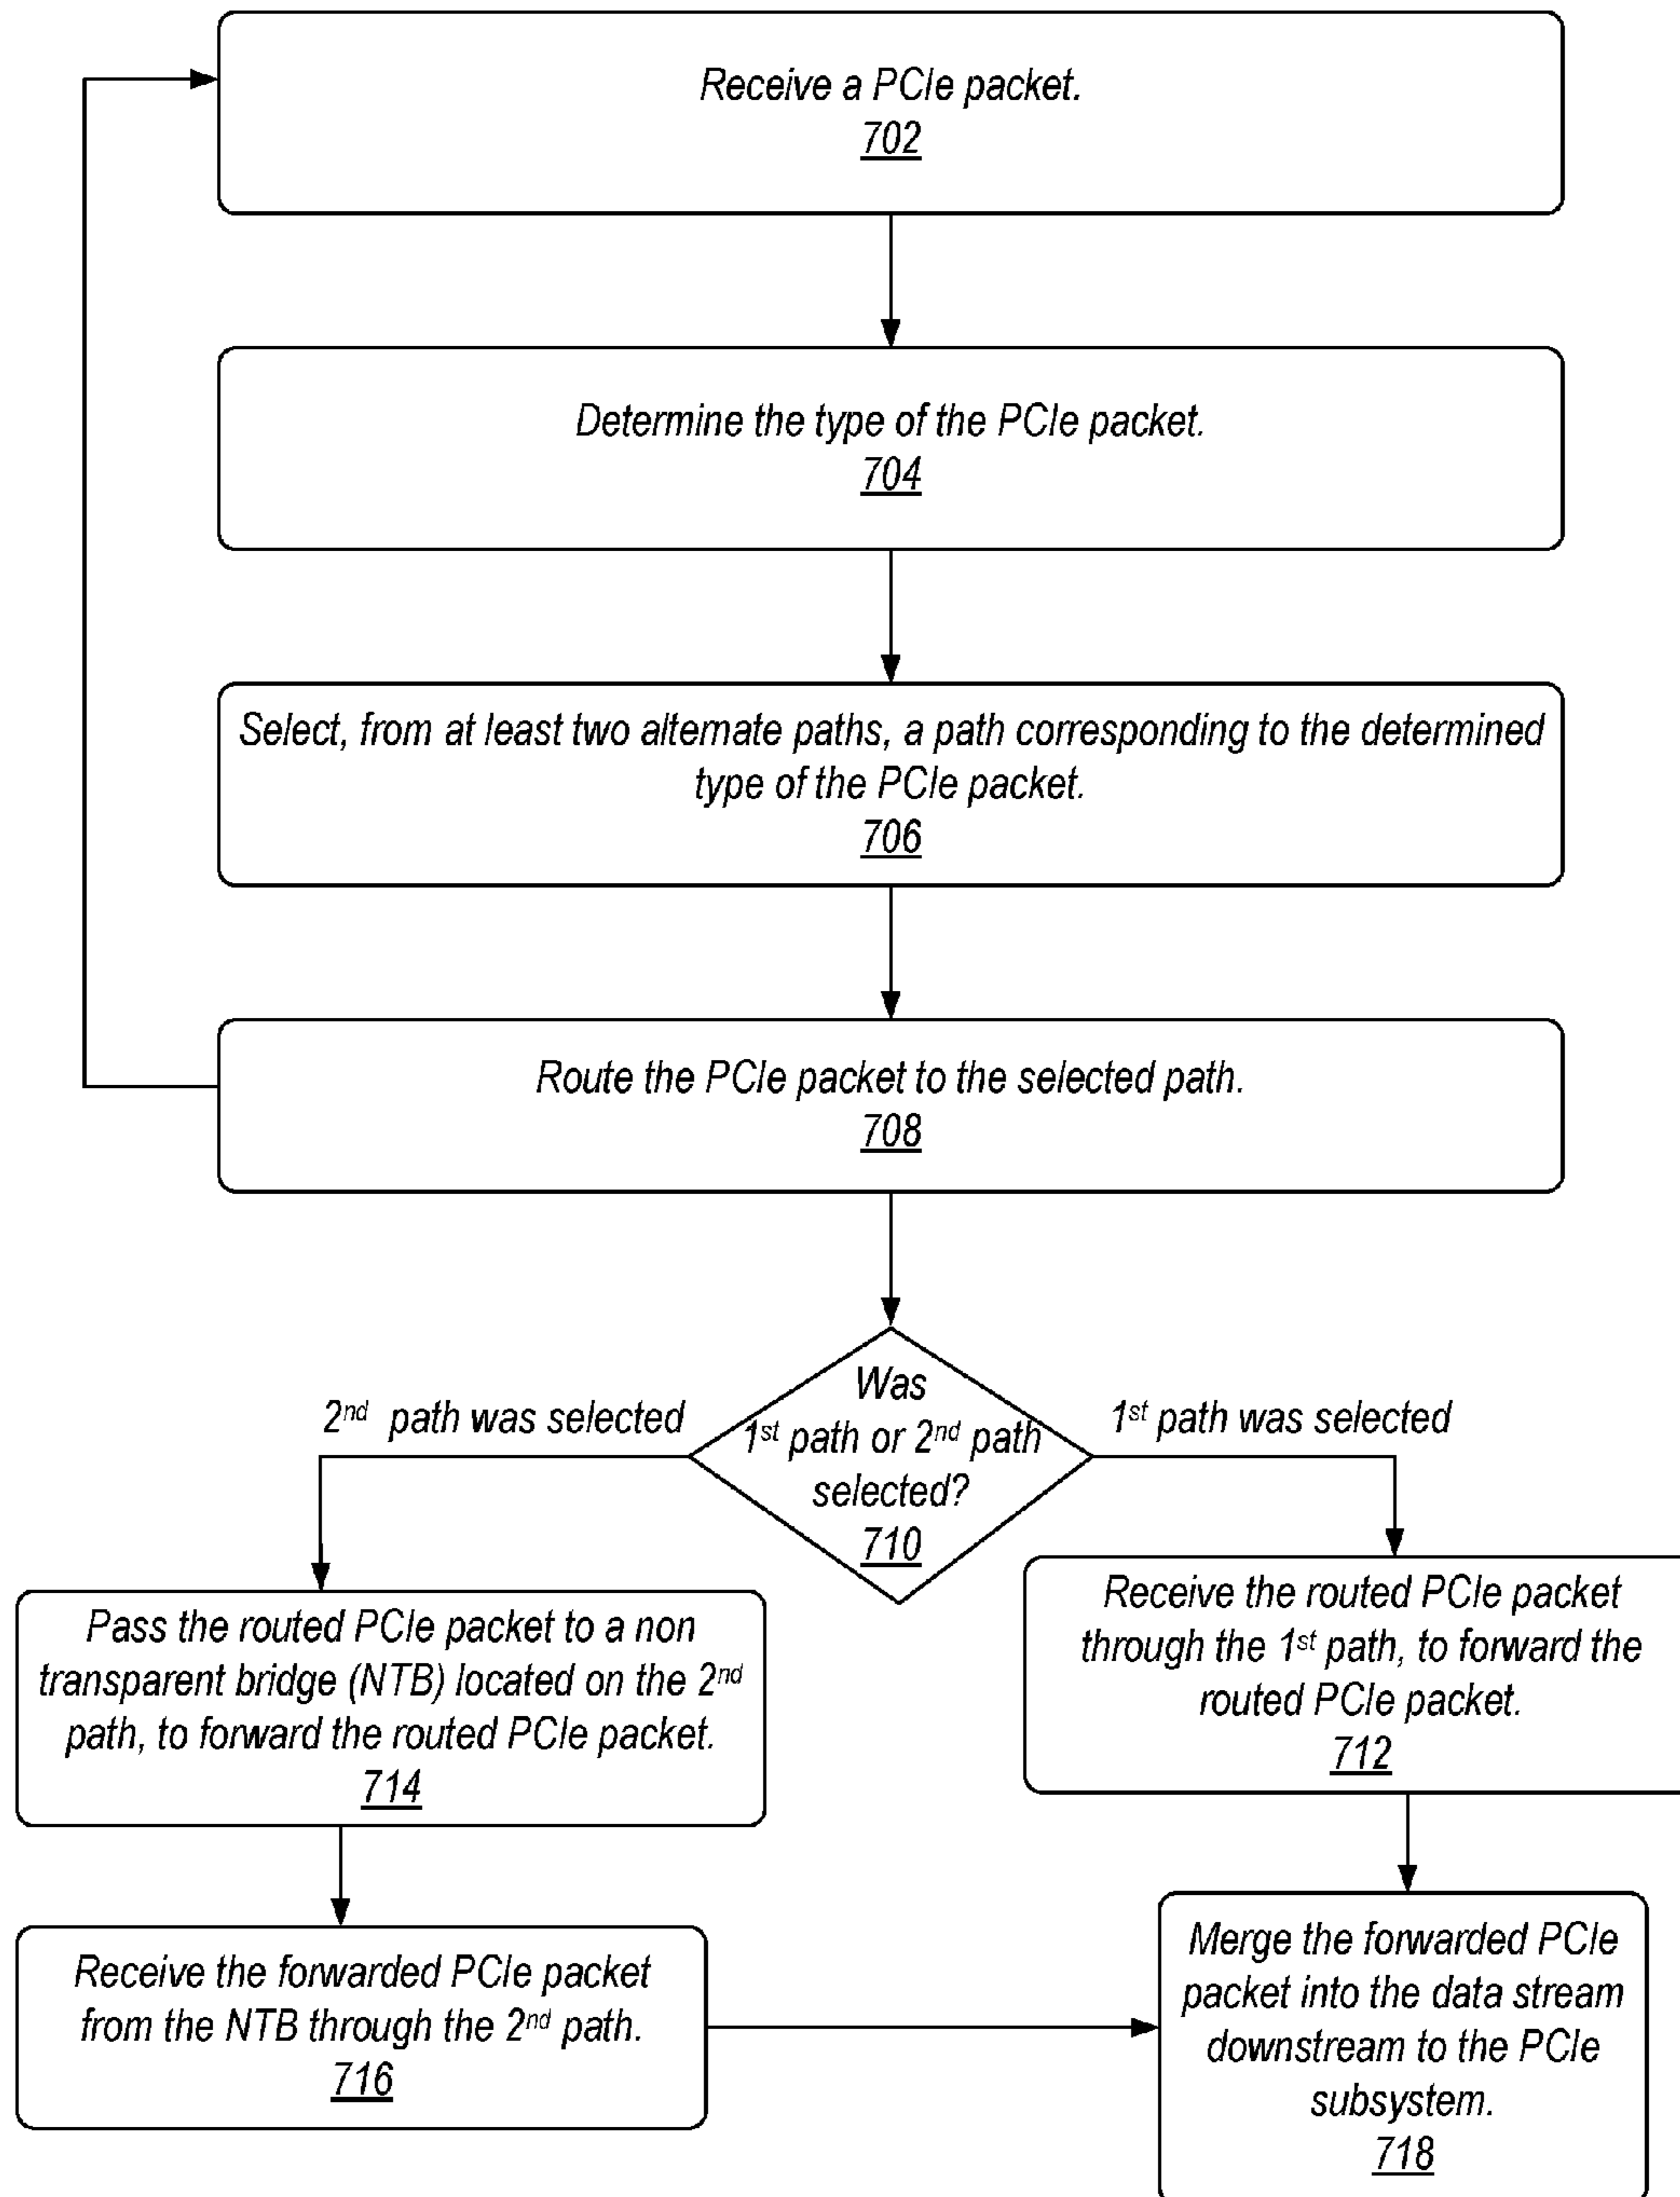 Receive a PCIe packet.
702
Determine the type of the PCIe packet.
704
Select, from at least two alternate paths, a path corresponding to the determined
type of the PCIe packet.
706
Route the PCIe packet to the selected path.
708
Was
1st path or 2nd path
selected?
710
2nd path was selected
1st path was selected
Pass the routed PCIe packet to a non
transparent bridge (NTB) located on the 2nd
path, to forward the routed PCIe packet.
714
Receive the routed PCIe packet
through the 1st path, to forward the
routed PCIe packet.
712
Receive the forwarded PCIe packet
from the NTB through the 2nd path.
716
Merge the forwarded PCIe
packet into the data stream
downstream to the PCIe
subsystem.
718